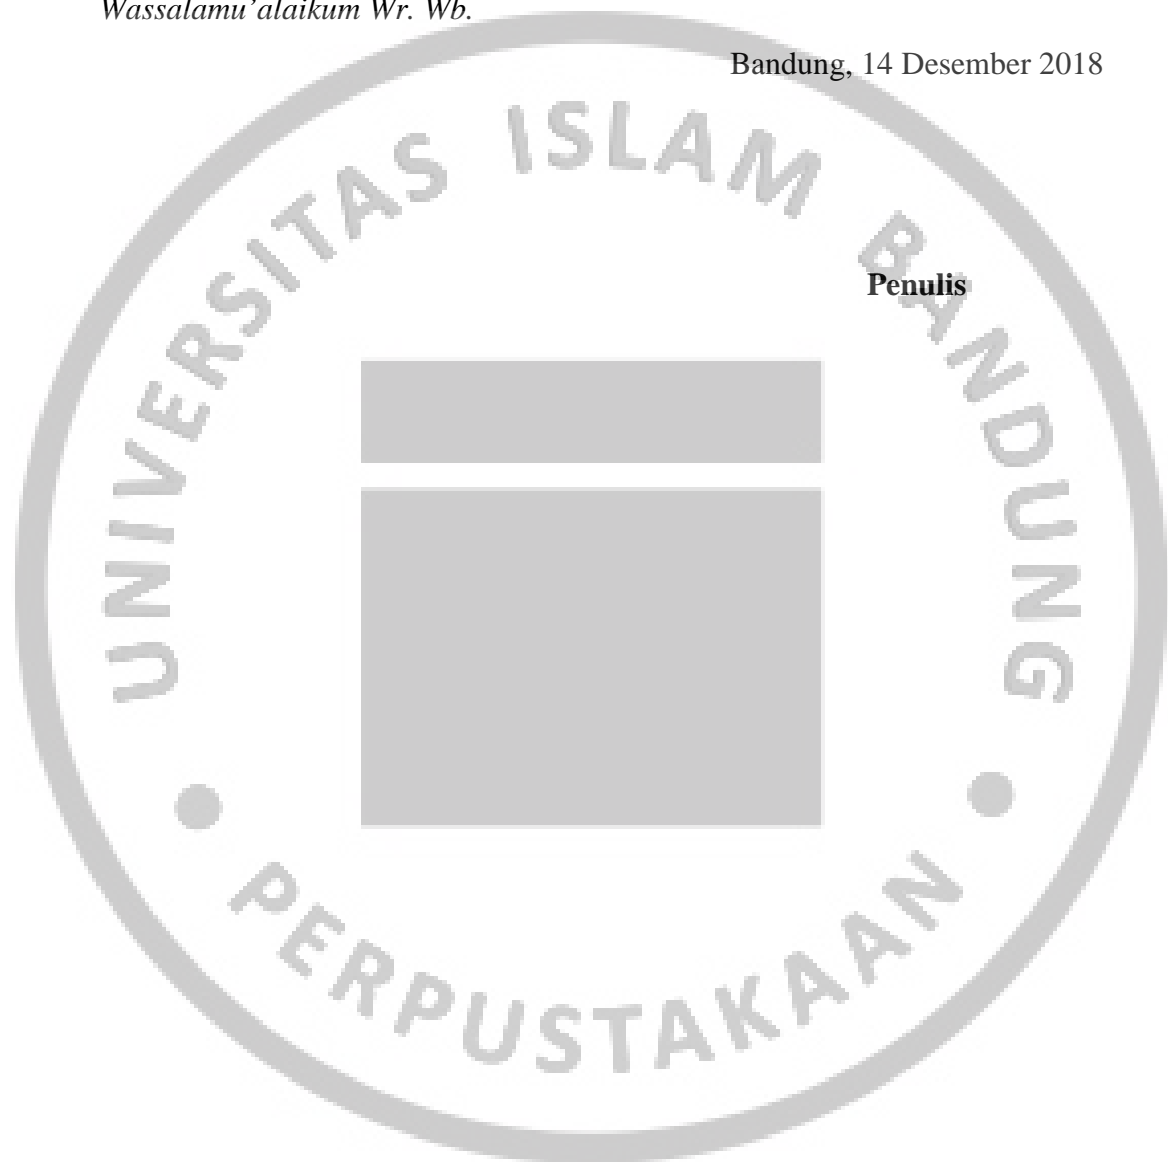 Wassalamu’alaikum Wr. Wb.
Bandung, 14 Desember 2018
Penulis
UNIVERSITAS ISLAM BANDUNG
PERPUSTAKAAN